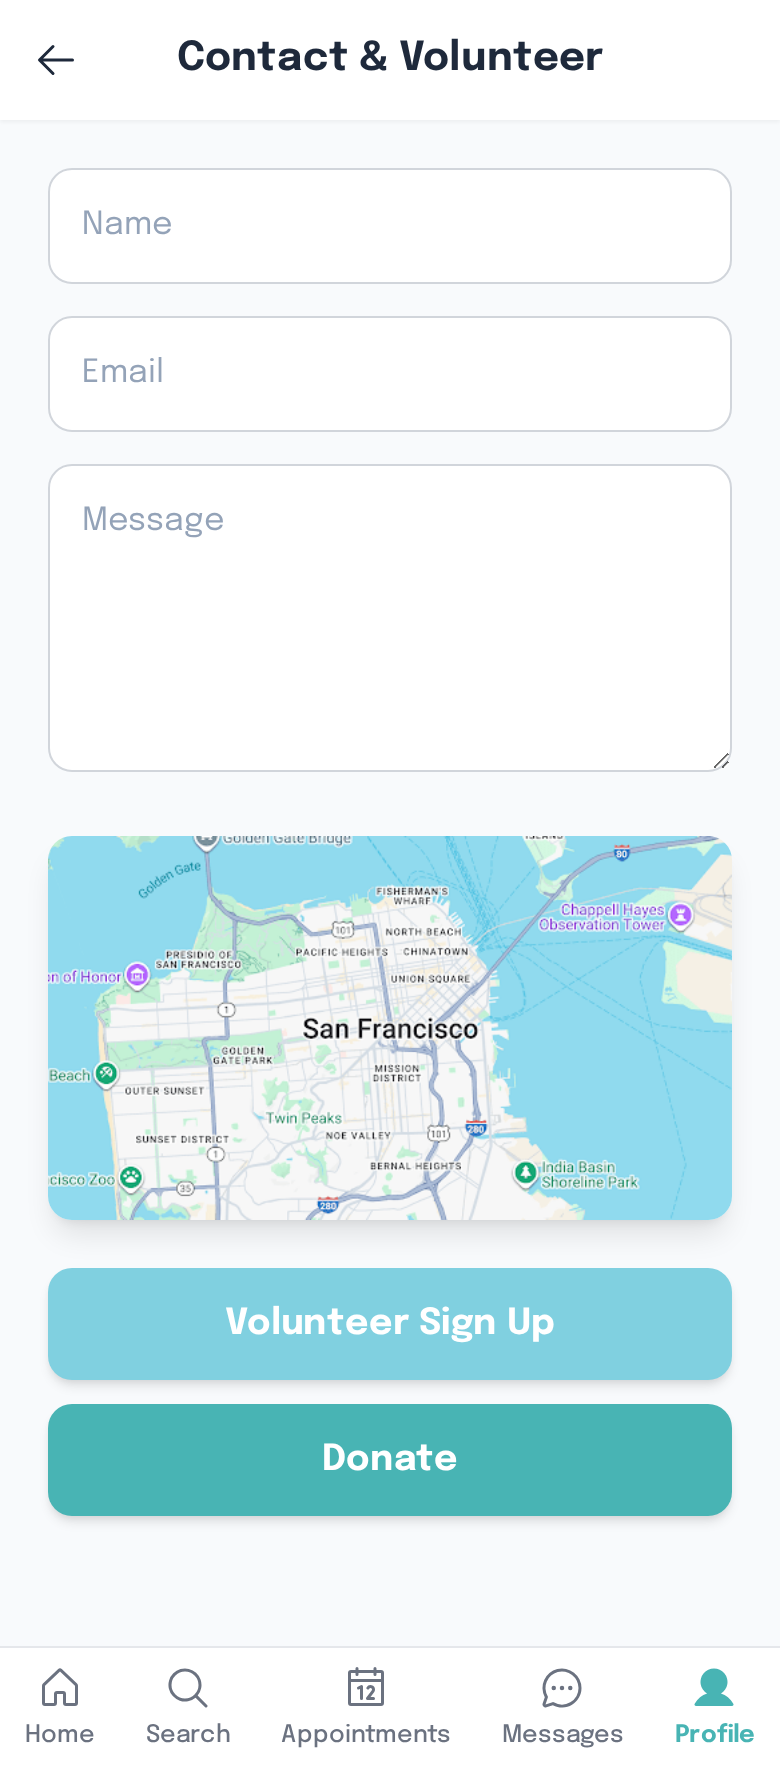 Contact & Volunteer
Name
Email
Message
Golden Gate Bridge
80
Golden Gate
FISHERMAN'S
WHARF
Chappell Hayes
Observation Tower
101
NORTH BEACH
PRESIDIO OF
SAN FRANCISCO
PACIFIC HEIGHTS
CHINATOWN
on of Honor
UNION SQUARE
1
San Francisco
GOLDEN
GATE PARK
MISSION
DISTRICT
Beach
OUTER SUNSET
Twin Peaks
SUNSET DISTRICT
NOE VALLEY
101
280
1
BERNAL HEIGHTS
India Basin
Shoreline Park
cisco Zoo
35
280
Volunteer Sign Up
Donate
12
Home
Search
Appointments
Messages
Profile